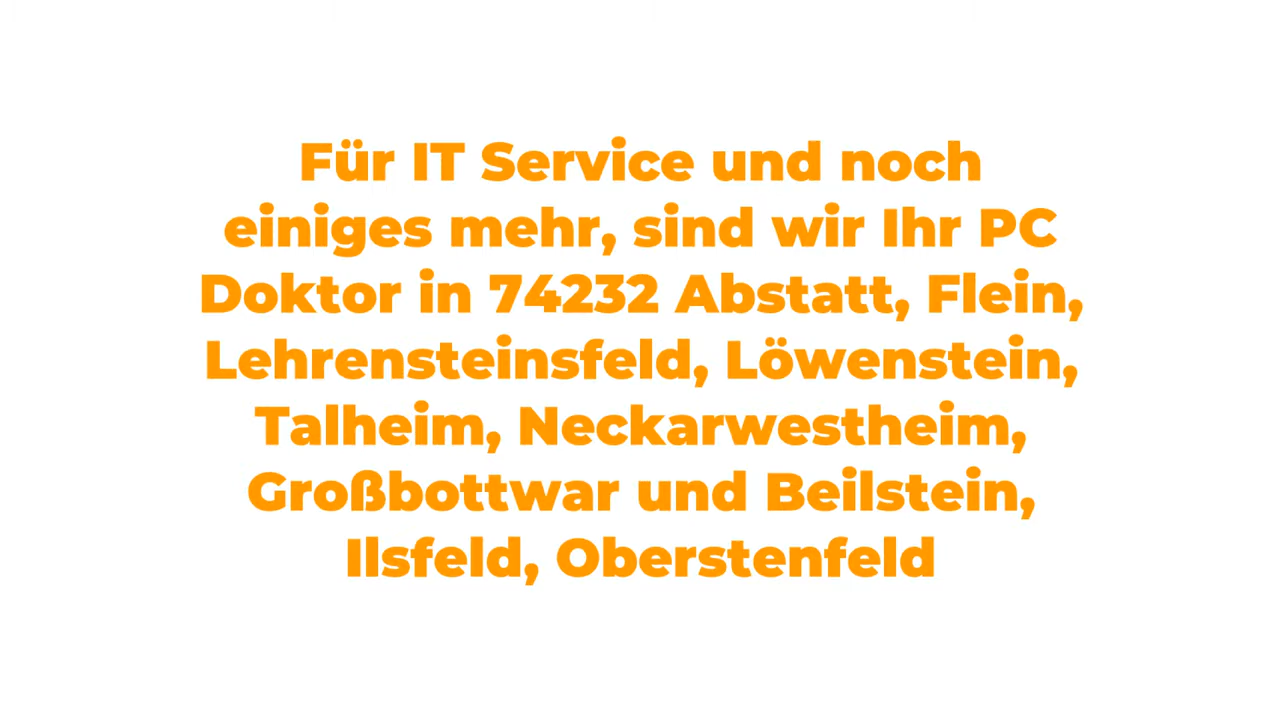 Für IT Service und noch
einiges mehr, sind wir Ihr PC
Doktor in 74232 Abstatt, Flein,
Lehrensteinsfeld, Löwenstein,
Talheim, Neckarwestheim,
Großbottwar und Beilstein,
Ilsfeld, Oberstenfeld